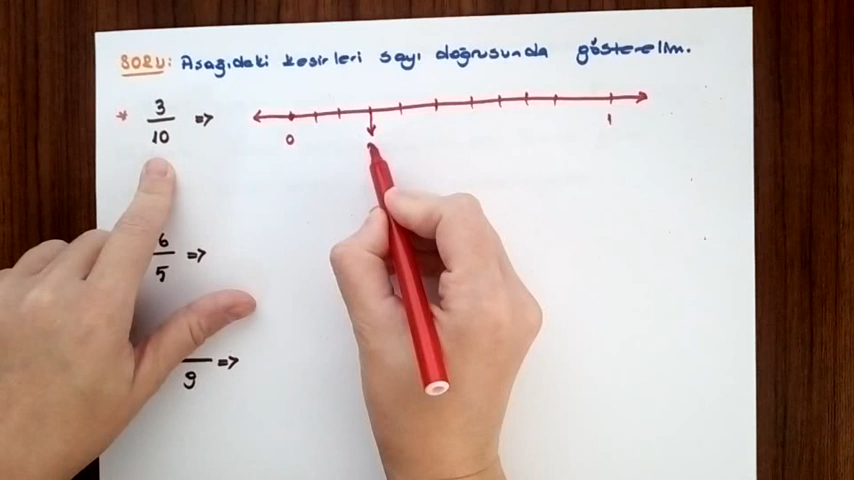 SORU: Aşağıdaki kesirleri sayı doğrusunda gösterelim.
* 3/10 =>
0 1
6/5 =>
9 =>